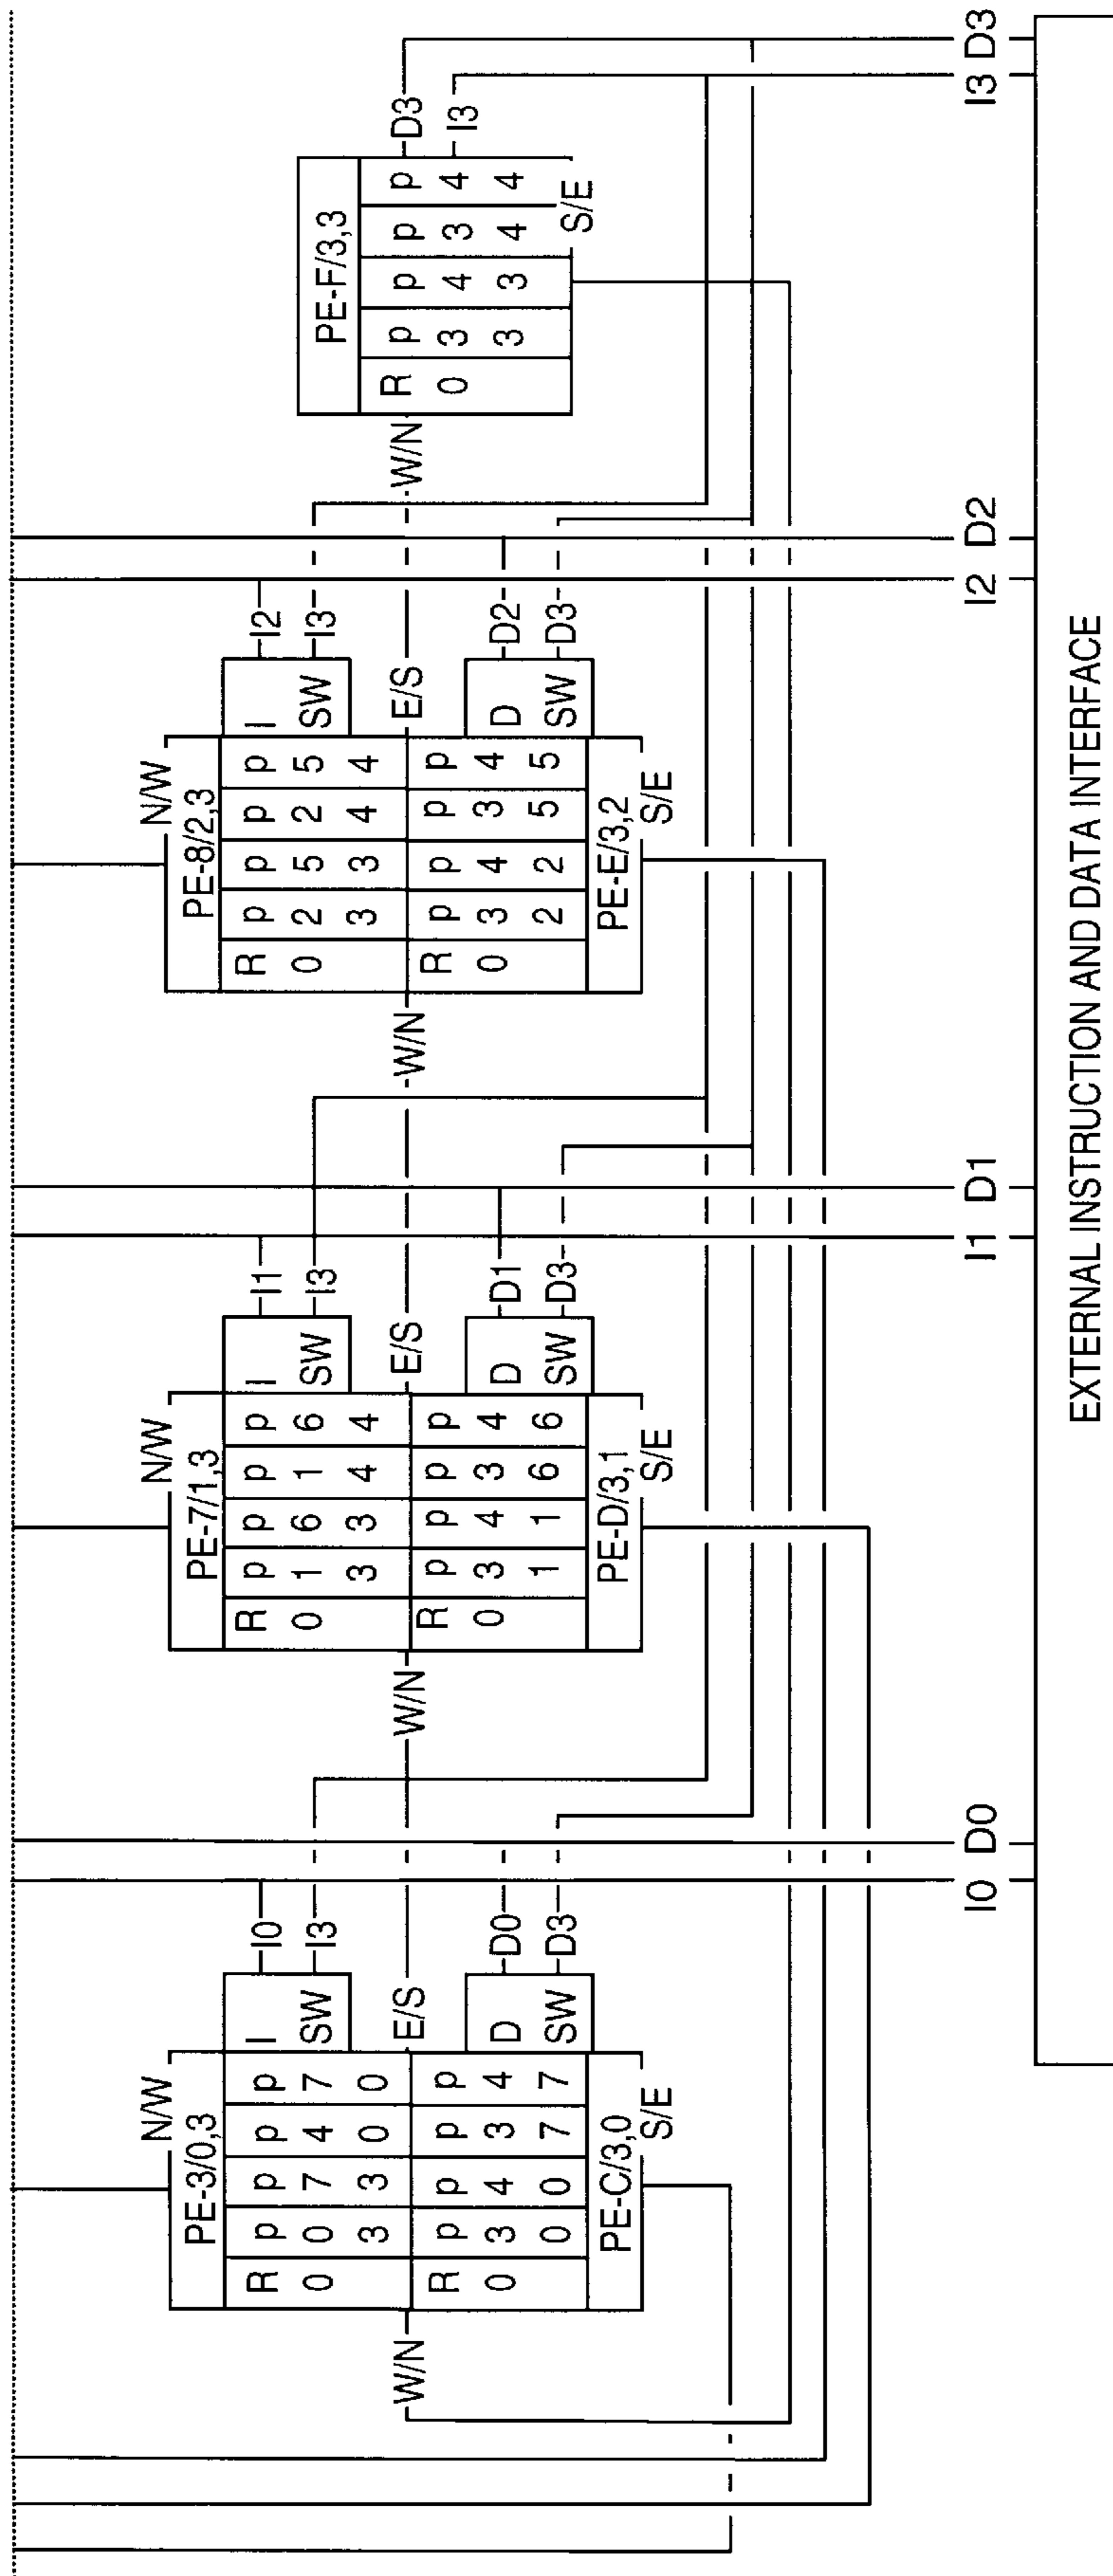 N/W
PE-3/0,3
R p p p p I I0
0 0 7 4 7 SW I3
3 3 0 0
W/N E/S
R p p p p D D0
0 3 4 3 4 SW D3
0 0 7 7
PE-C/3,0
S/E
N/W
PE-7/1,3
R p p p p I I1
0 1 6 1 6 SW I3
3 3 4 4
W/N E/S
R p p p p D D1
0 3 4 3 4 SW D3
1 1 6 6
PE-D/3,1
S/E
N/W
PE-8/2,3
R p p p p I I2
0 2 5 2 5 SW I3
3 3 4 4
W/N E/S
R p p p p D D2
0 3 4 3 4 SW D3
2 2 5 5
PE-E/3,2
S/E
PE-F/3,3
W/N R p p p p D3
0 3 4 3 4 I3
3 3 4 4
S/E
I0 D0 I1 D1 I2 D2 I3 D3
EXTERNAL INSTRUCTION AND DATA INTERFACE